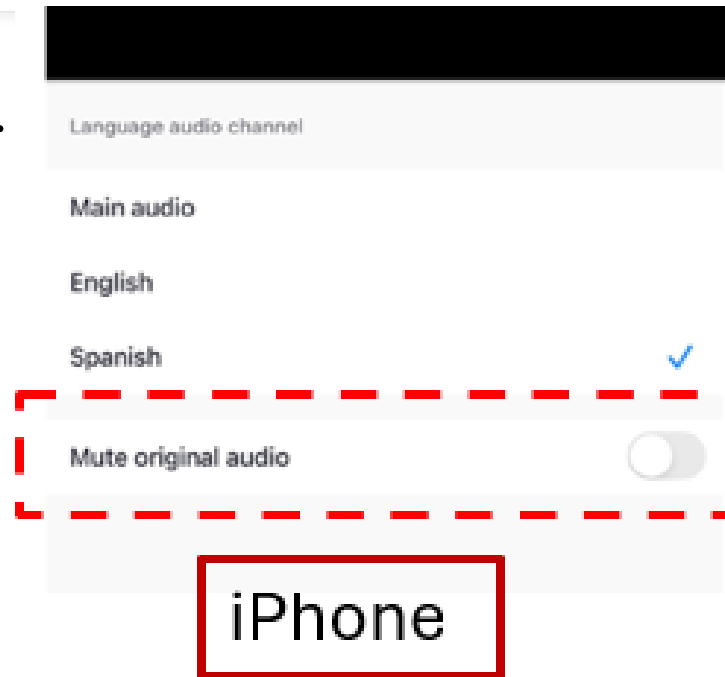 Language audio channel
Main audio
English
Spanish
Mute original audio
iPhone